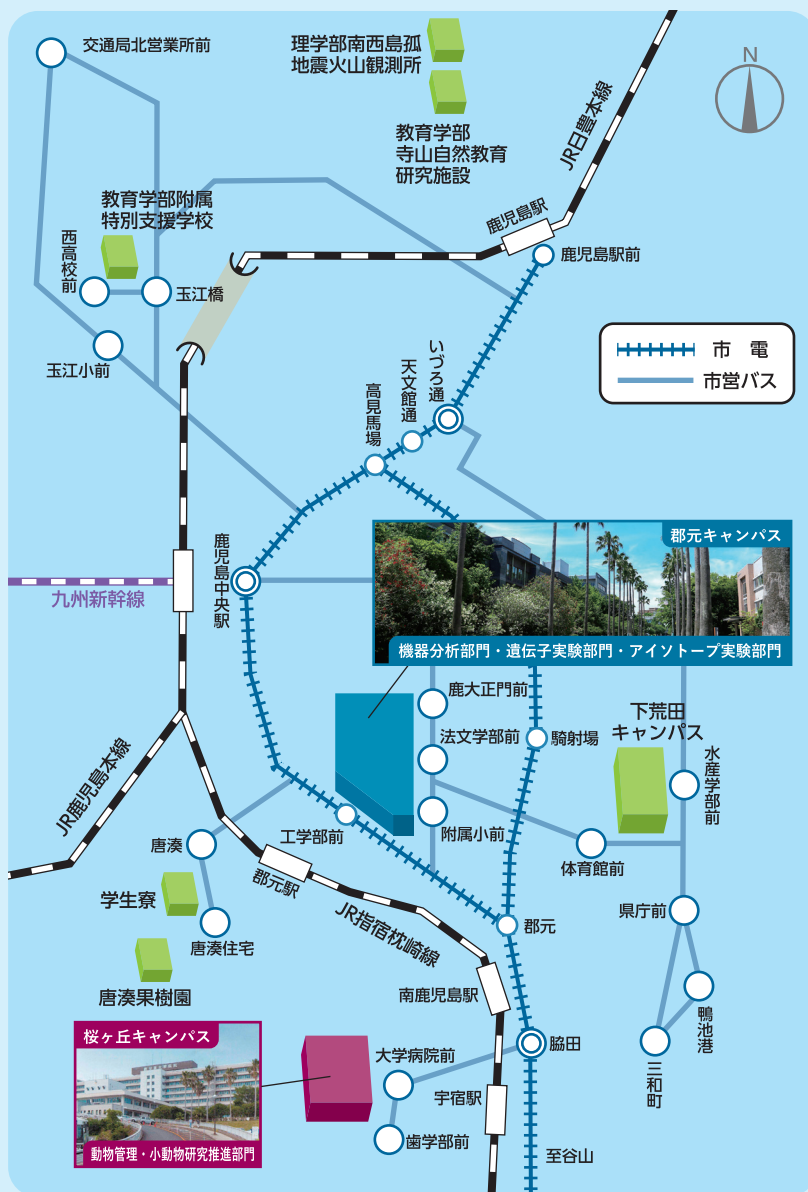 交通局北営業所前
理学部南西島孤
地震火山観測所
教育学部
寺山自然教育
研究施設
N
JR日豊本線
鹿児島駅
鹿児島駅前
教育学部附属
特別支援学校
西高校前
玉江橋
玉江小前
市　電
市営バス
いづろ通
天文館通
高見馬場
鹿児島中央駅
九州新幹線
郡元キャンパス
機器分析部門・遺伝子実験部門・アイソトープ実験部門
鹿大正門前
法文学部前
騎射場
下荒田
キャンパス
水産学部前
JR鹿児島本線
工学部前
附属小前
体育館前
唐湊
郡元駅
学生寮
唐湊住宅
JR指宿枕崎線
郡元
県庁前
唐湊果樹園
南鹿児島駅
鴨池港
桜ヶ丘キャンパス
動物管理・小動物研究推進部門
大学病院前
脇田
三和町
宇宿駅
歯学部前
至谷山